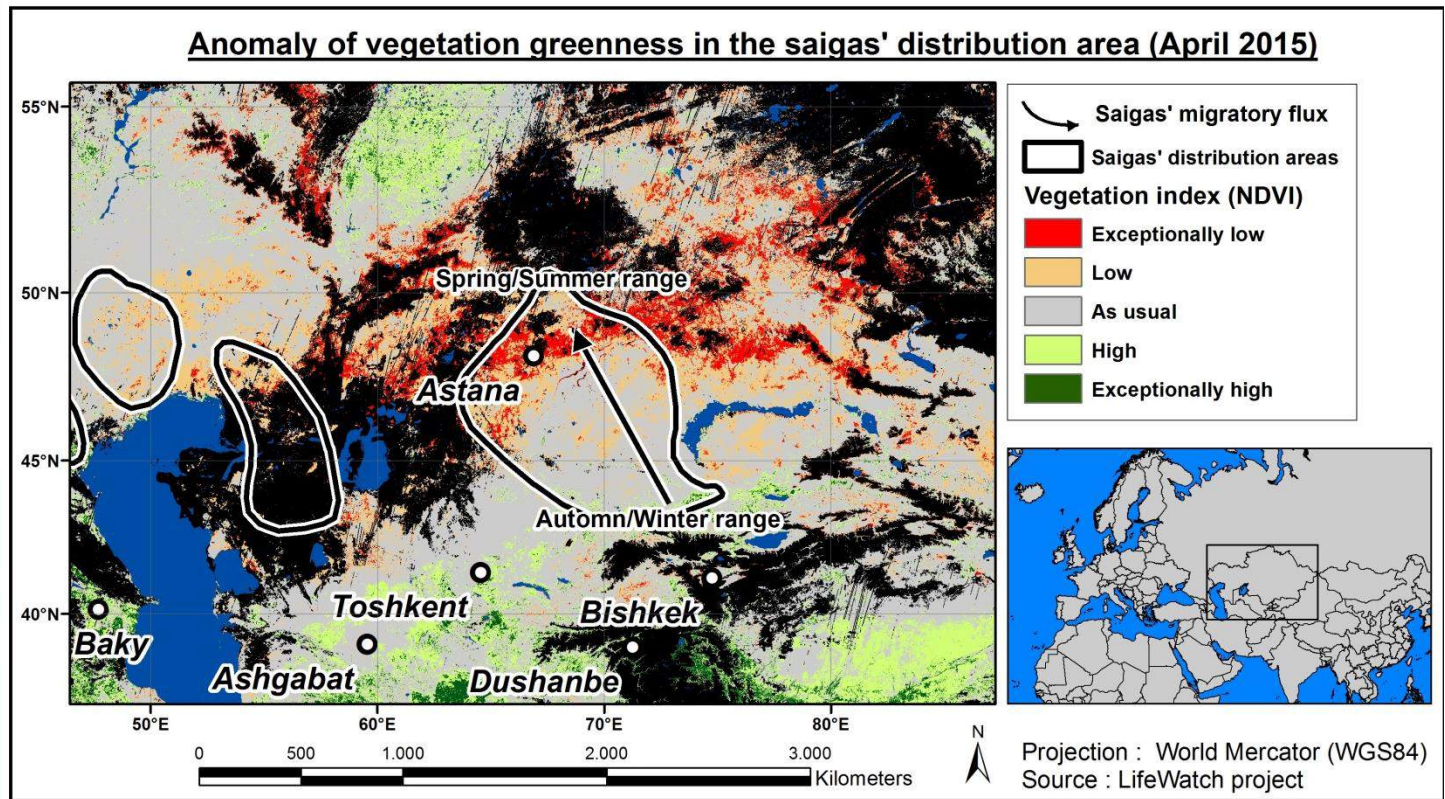 Anomaly of vegetation greenness in the saigas' distribution area (April 2015)
55°N
50°N
45°N
40°N
Spring/Summer range
Astana
Automn/Winter range
Toshkent
Bishkek
Baky
Ashgabat
Dushanbe
50°E
60°E
70°E
80°E
0
500
1.000
2.000
3.000
Kilometers
N
Saigas' migratory flux
Saigas' distribution areas
Vegetation index (NDVI)
Exceptionally low
Low
As usual
High
Exceptionally high
Projection : World Mercator (WGS84)
Source : LifeWatch project